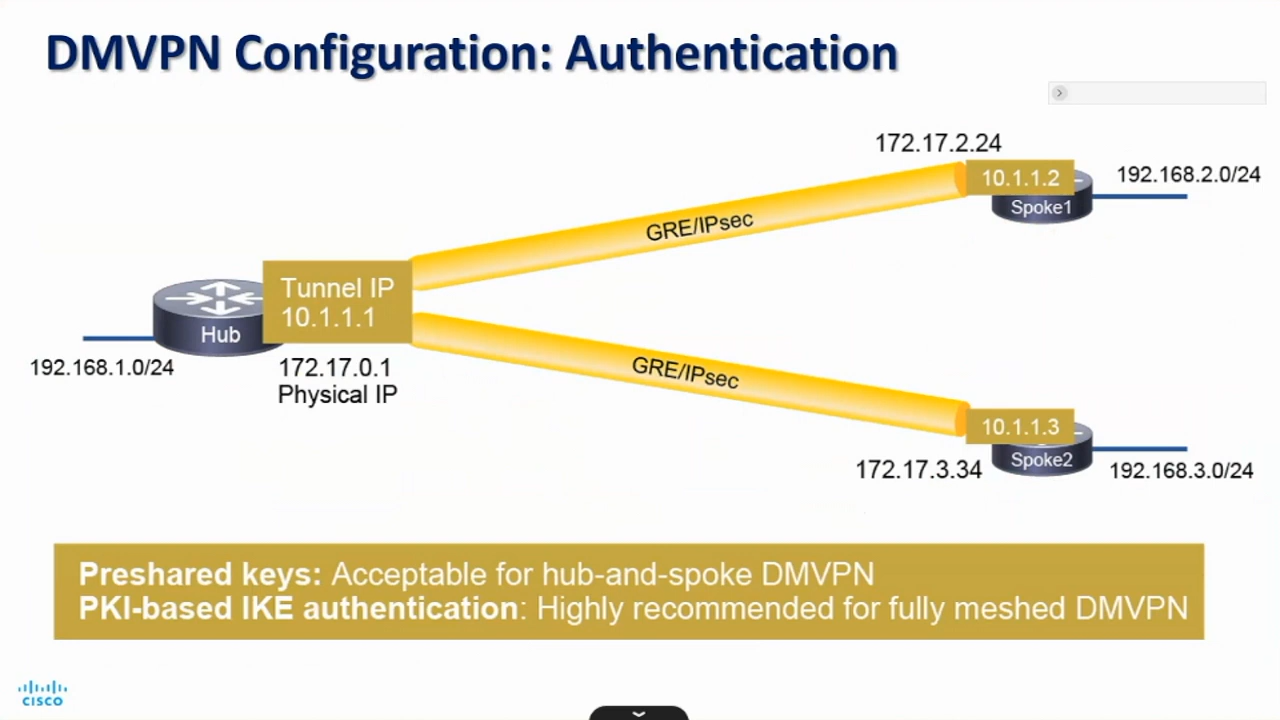 DMVPN Configuration: Authentication
172.17.2.24
10.1.1.2
192.168.2.0/24
Spoke1
GRE/IPsec
Tunnel IP
10.1.1.1
Hub
192.168.1.0/24
172.17.0.1
Physical IP
GRE/IPsec
10.1.1.3
Spoke2
172.17.3.34
192.168.3.0/24
Preshared keys: Acceptable for hub-and-spoke DMVPN
PKI-based IKE authentication: Highly recommended for fully meshed DMVPN
CISCO